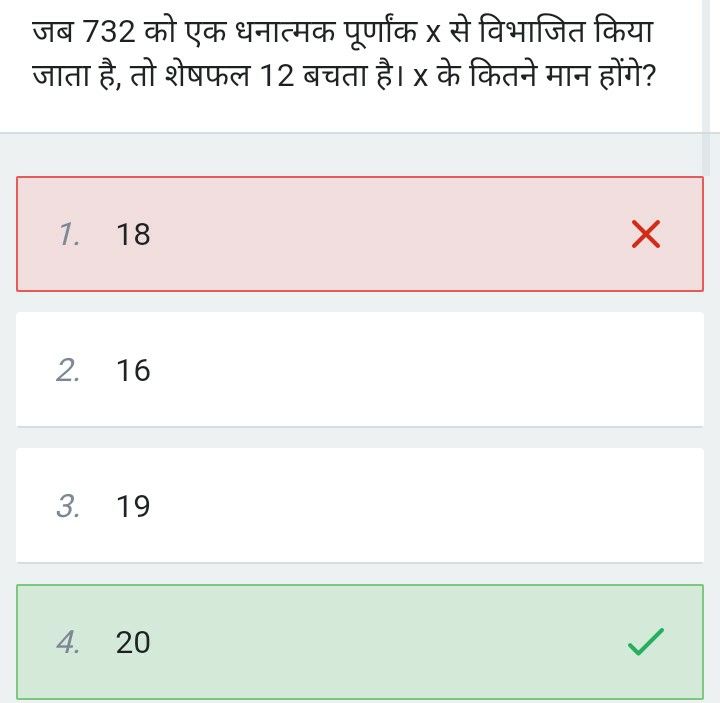 जब 732 को एक धनात्मक पूर्णांक x से विभाजित किया
जाता है, तो शेषफल 12 बचता है। x के कितने मान होंगे?
1. 18
2. 16
3. 19
4. 20